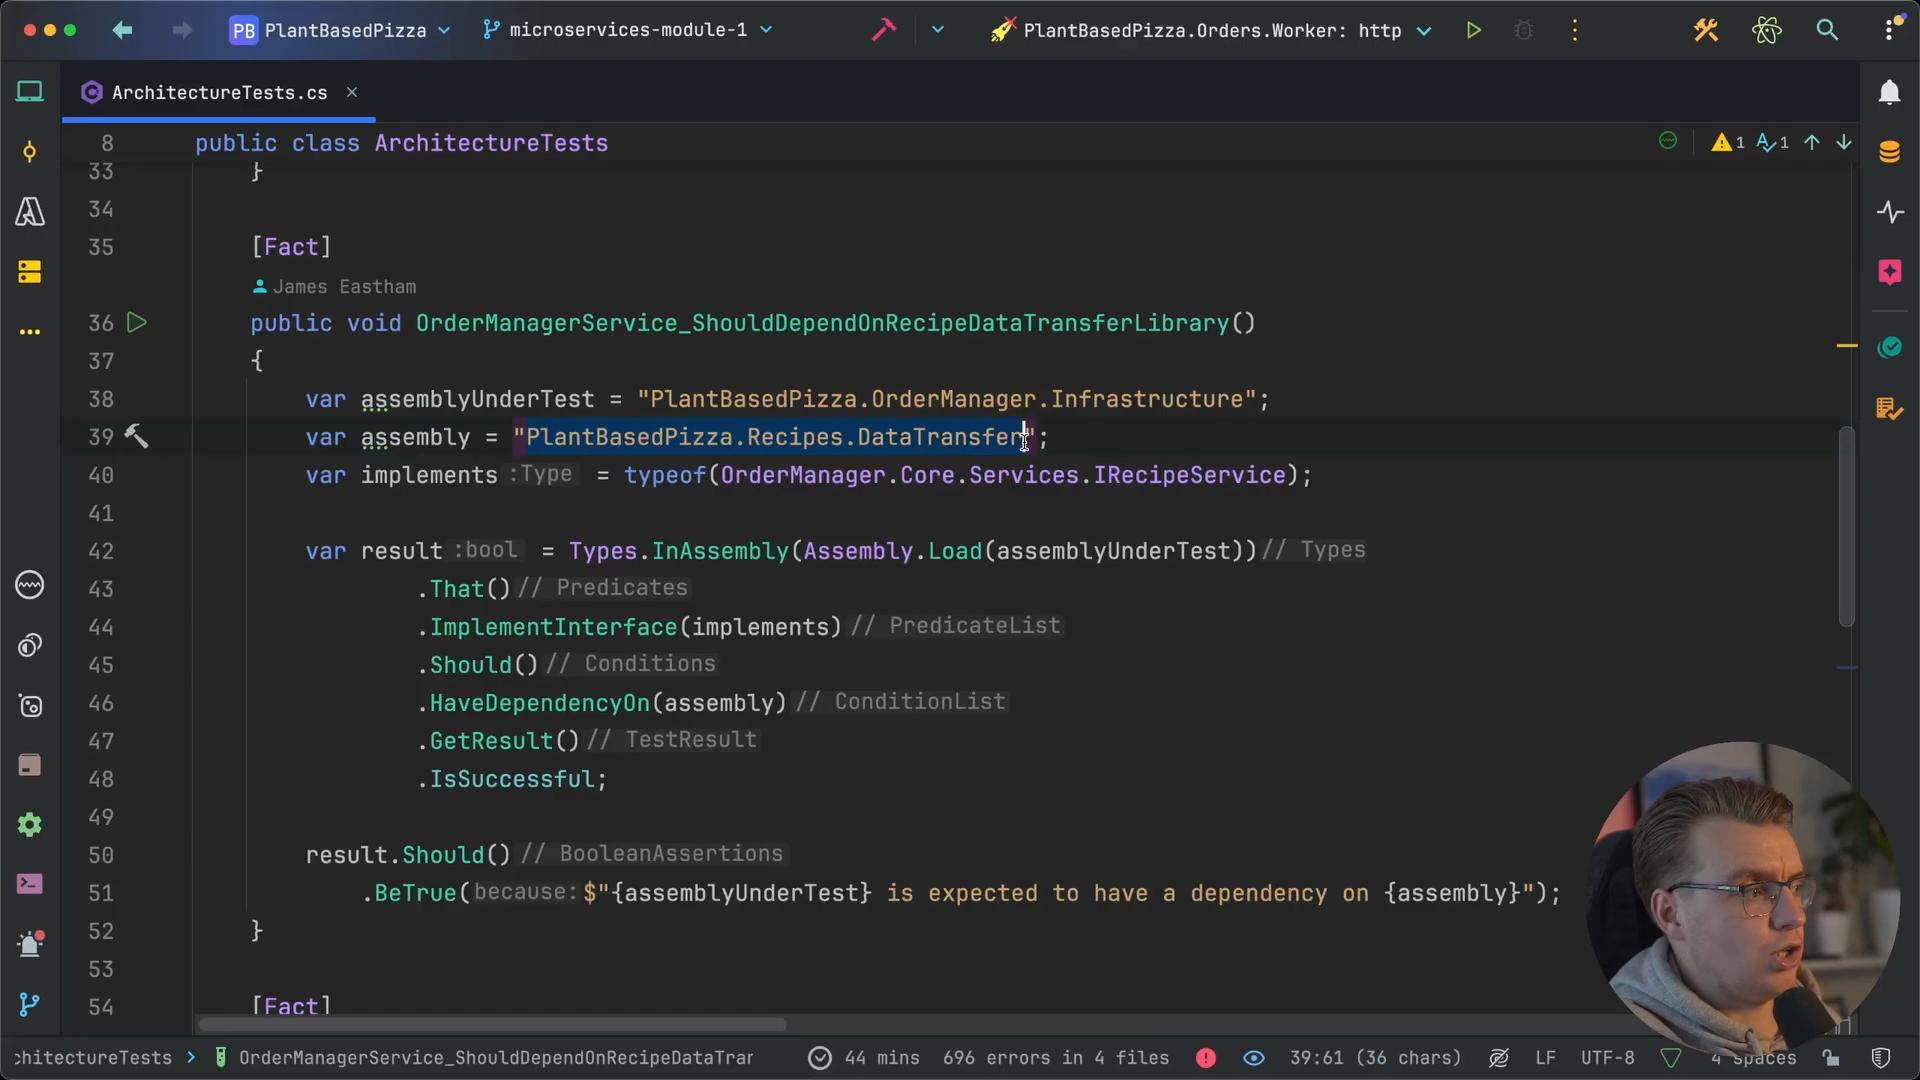 PB PlantBasedPizza microservices-module-1 PlantBasedPizza.Orders.Worker: http
ArchitectureTests.cs
8 public class ArchitectureTests 1 1
33 }
34
35 [Fact]
James Eastham
36 public void OrderManagerService_ShouldDependOnRecipeDataTransferLibrary()
37 {
38 var assemblyUnderTest = "PlantBasedPizza.OrderManager.Infrastructure";
39 var assembly = "PlantBasedPizza.Recipes.DataTransfer";
40 var implements :Type = typeof(OrderManager.Core.Services.IRecipeService);
41
42 var result :bool = Types.InAssembly(Assembly.Load(assemblyUnderTest)) // Types
43 .That() // Predicates
44 .ImplementInterface(implements) // PredicateList
45 .Should() // Conditions
46 .HaveDependencyOn(assembly) // ConditionList
47 .GetResult() // TestResult
48 .IsSuccessful;
49
50 result.Should() // BooleanAssertions
51 .BeTrue( because: $"{assemblyUnderTest} is expected to have a dependency on {assembly}");
52 }
53
54 [Fact]
chitectureTests OrderManagerService_ShouldDependOnRecipeDataTrar 44 mins 696 errors in 4 files 39:61 (36 chars) LF UTF-8 4 spaces